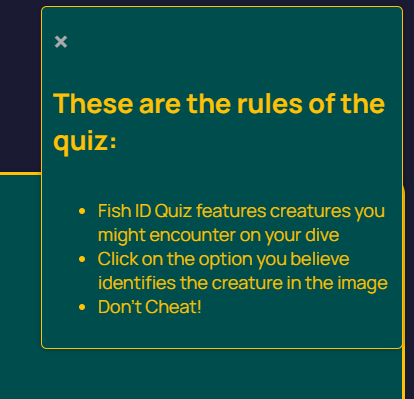 ×
These are the rules of the
quiz:
• Fish ID Quiz features creatures you
might encounter on your dive
• Click on the option you believe
identifies the creature in the image
• Don't Cheat!